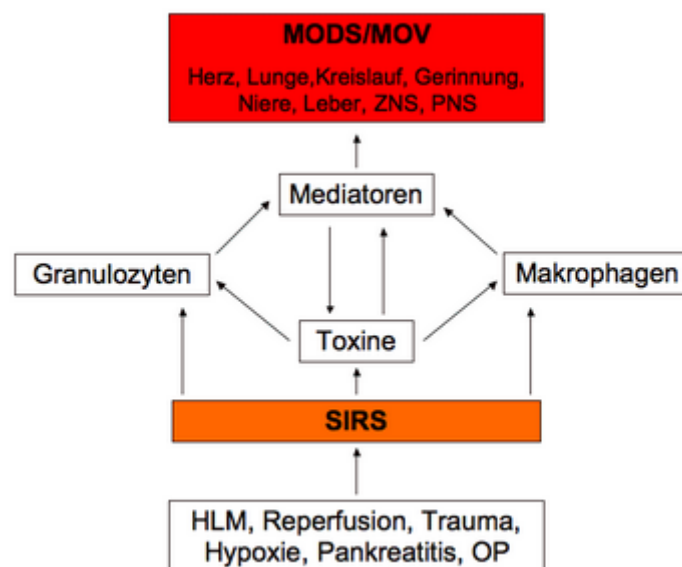 MODS/MOV
Herz, Lunge,Kreislauf, Gerinnung,
Niere, Leber, ZNS, PNS
Mediatoren
Granulozyten
Makrophagen
Toxine
SIRS
HLM, Reperfusion, Trauma,
Hypoxie, Pankreatitis, OP